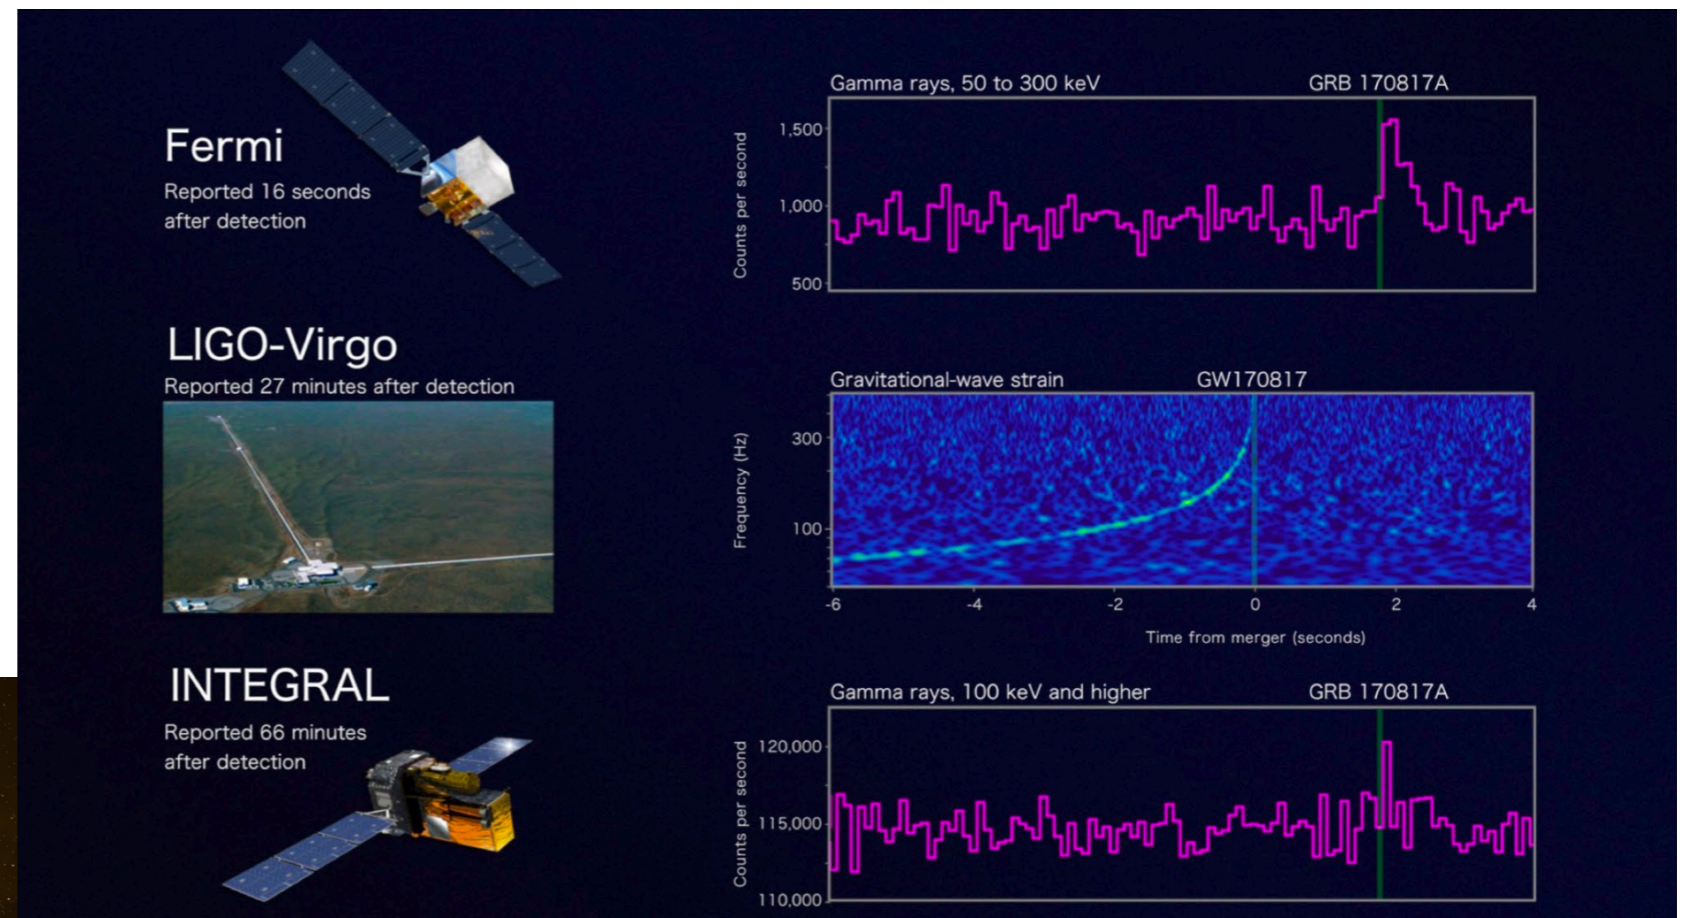 Fermi
Reported 16 seconds
after detection
Gamma rays, 50 to 300 keV
GRB 170817A
Counts per second
1,500
1,000
500
LIGO-Virgo
Reported 27 minutes after detection
Gravitational-wave strain
GW170817
Frequency (Hz)
300
100
-6
-4
-2
0
2
4
Time from merger (seconds)
INTEGRAL
Reported 66 minutes
after detection
Gamma rays, 100 keV and higher
GRB 170817A
Counts per second
120,000
115,000
110,000